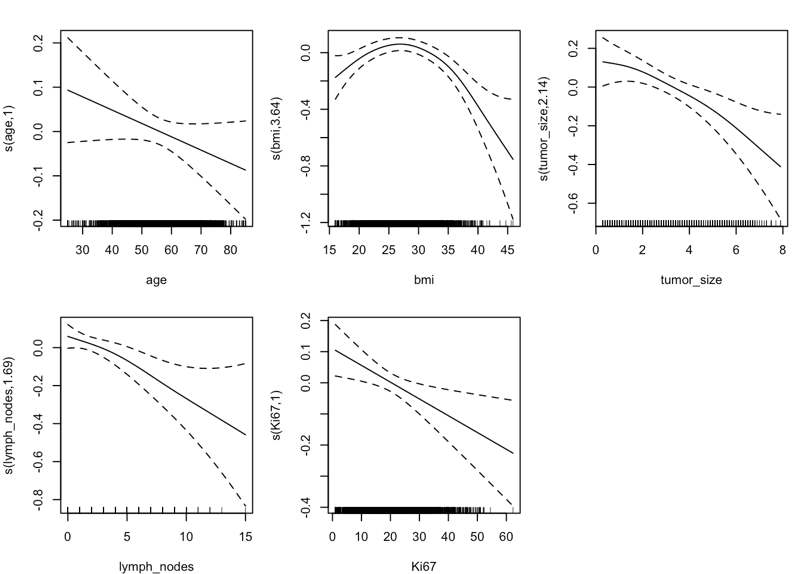 s(age,1)
-0.2 -0.1 0.0 0.1 0.2
30 40 50 60 70 80
age
s(bmi,3.64)
-1.2 -0.8 -0.4 0.0
15 20 25 30 35 40 45
bmi
s(tumor_size,2.14)
-0.6 -0.4 -0.2 0.0 0.2
0 2 4 6 8
tumor_size
s(lymph_nodes,1.69)
-0.8 -0.6 -0.4 -0.2 0.0
0 5 10 15
lymph_nodes
s(Ki67,1)
-0.4 -0.2 0.0 0.1 0.2
0 10 20 30 40 50 60
Ki67